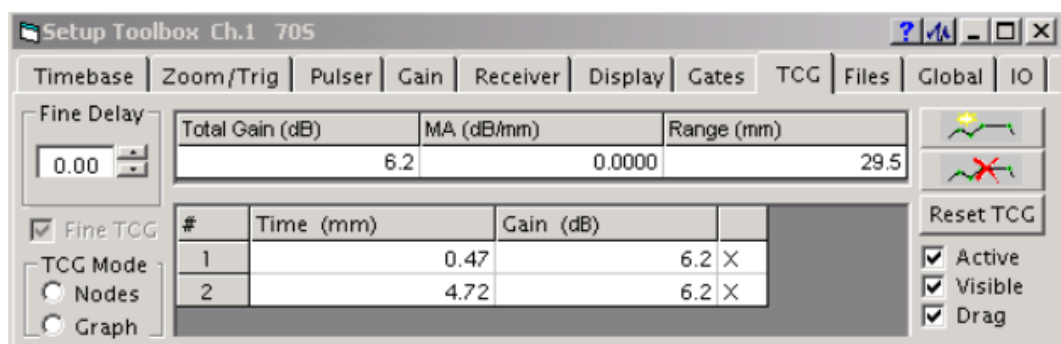 Setup Toolbox Ch.1 70S
Timebase Zoom/Trig Pulser Gain Receiver Display Gates TCG Files Global IO
Fine Delay
0.00
Total Gain (dB) MA (dB/mm) Range (mm)
6.2 0.0000 29.5
Fine TCG
TCG Mode
Nodes
Graph
# Time (mm) Gain (dB)
1 0.47 6.2 X
2 4.72 6.2 X
Reset TCG
Active
Visible
Drag